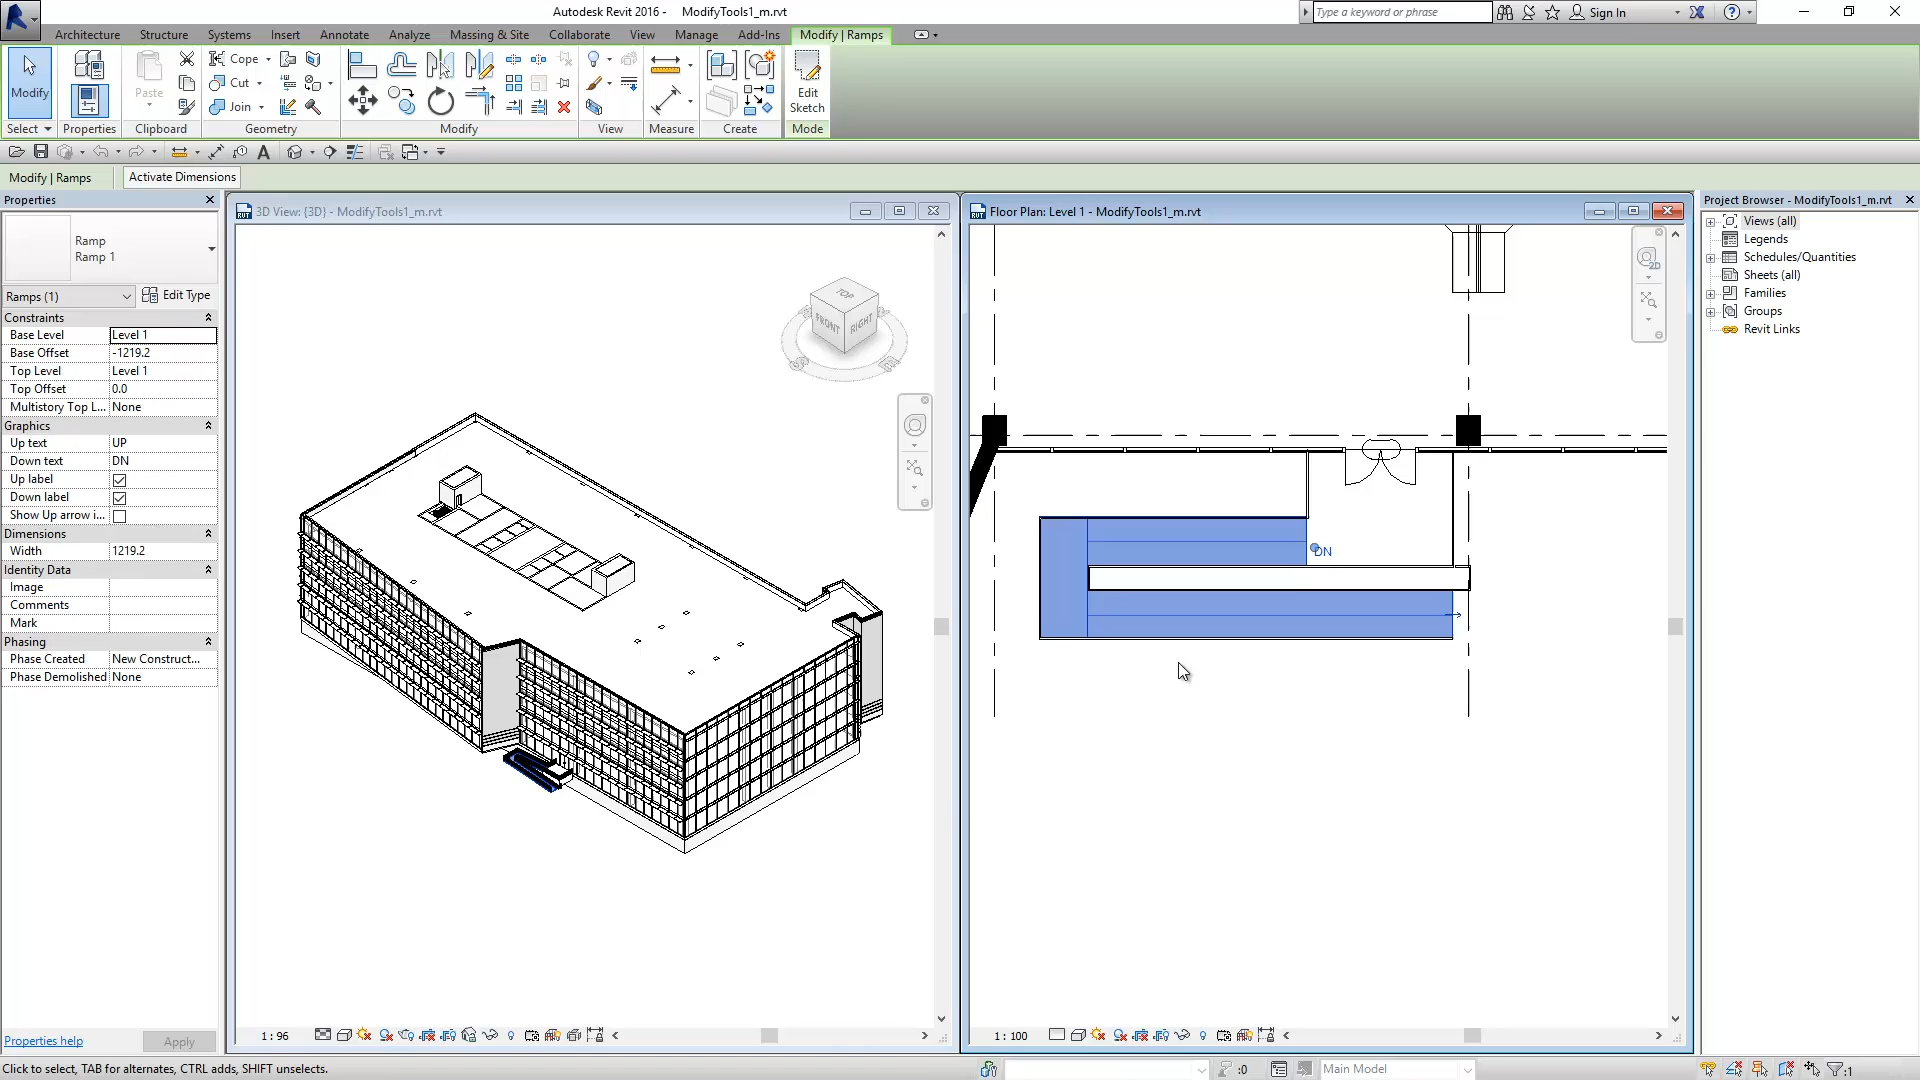 Autodesk Revit 2016 - ModifyTools1_m.rvt
Type a keyword or phrase
Sign In
Architecture Structure Systems Insert Annotate Analyze Massing & Site Collaborate View Manage Add-Ins Modify | Ramps
Modify
Paste
Cope
Cut
Join
Edit
Sketch
Select Properties Clipboard Geometry Modify View Measure Create Mode
Modify | Ramps Activate Dimensions
Properties
Ramp
Ramp 1
Ramps (1) Edit Type
Constraints
Base Level Level 1
Base Offset -1219.2
Top Level Level 1
Top Offset 0.0
Multistory Top L... None
Graphics
Up text UP
Down text DN
Up label
Down label
Show Up arrow i...
Dimensions
Width 1219.2
Identity Data
Image
Comments
Mark
Phasing
Phase Created New Construct...
Phase Demolished None
Properties help Apply
3D View: {3D} - ModifyTools1_m.rvt
TOP
FRONT RIGHT
S E
1 : 96
Floor Plan: Level 1 - ModifyTools1_m.rvt
2D
DN
1 : 100
Project Browser - ModifyTools1_m.rvt
Views (all)
Legends
Schedules/Quantities
Sheets (all)
Families
Groups
Revit Links
Click to select, TAB for alternates, CTRL adds, SHIFT unselects.
:0
Main Model
:1